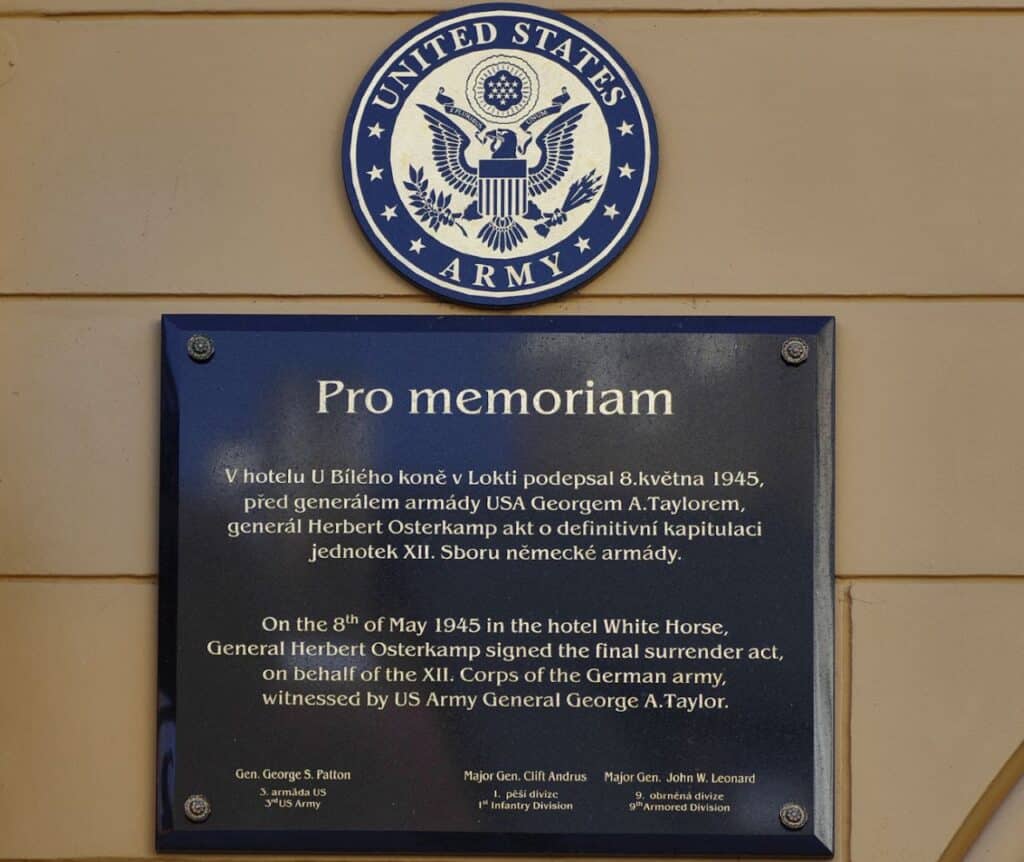 UNITED STATES
E PLURIBUS UNUM
ARMY
Pro memoriam
V hotelu U Bílého koně v Lokti podepsal 8.května 1945,
před generálem armády USA Georgem A.Taylorem,
generál Herbert Osterkamp akt o definitivní kapitulaci
jednotek XII. Sboru německé armády.
On the 8th of May 1945 in the hotel White Horse,
General Herbert Osterkamp signed the final surrender act,
on behalf of the XII. Corps of the German army,
witnessed by US Army General George A.Taylor.
Gen. George S. Patton
3. armáda US
3rd US Army
Major Gen. Clift Andrus
1. pěší divize
1st Infantry Division
Major Gen. John W. Leonard
9. obrněná divize
9th Armored Division